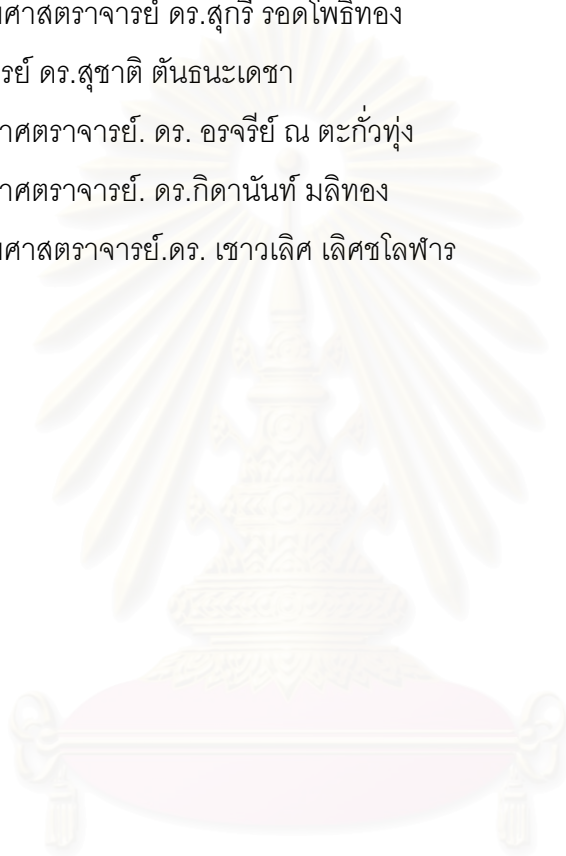 ศาสตราจารย์ ดร.สุกรี รอดโพธิ์ทอง
รย์ ดร.สุชาติ ตันธนะเดชา
าศตราจารย์. ดร. อรจรีย์ ณ ตะกั่วทุ่ง
าศตราจารย์. ดร.กิดานันท์ มลิทอง
ศาสตราจารย์.ดร. เชาวเลิศ เลิศชโลฬาร